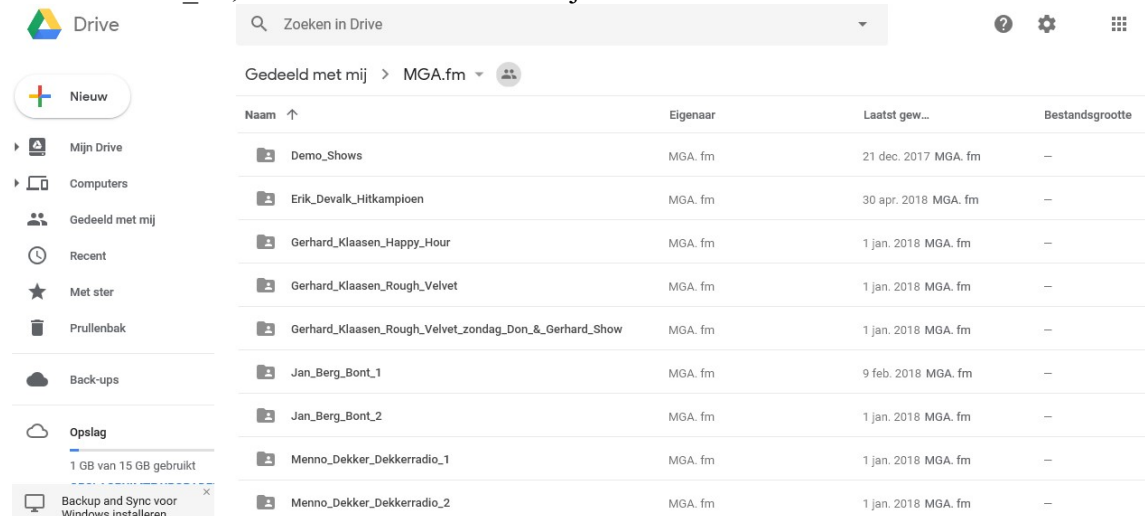 Drive
Zoeken in Drive
Gedeeld met mij > MGA.fm
Nieuw
Naam Eigenaar Laatst gew... Bestandsgrootte
Mijn Drive
Computers
Gedeeld met mij
Recent
Met ster
Prullenbak
Back-ups
Opslag
1 GB van 15 GB gebruikt
Backup and Sync voor
Windows installeren
Demo_Shows MGA. fm 21 dec. 2017 MGA. fm –
Erik_Devalk_Hitkampioen MGA. fm 30 apr. 2018 MGA. fm –
Gerhard_Klaasen_Happy_Hour MGA. fm 1 jan. 2018 MGA. fm –
Gerhard_Klaasen_Rough_Velvet MGA. fm 1 jan. 2018 MGA. fm –
Gerhard_Klaasen_Rough_Velvet_zondag_Don_&_Gerhard_Show MGA. fm 1 jan. 2018 MGA. fm –
Jan_Berg_Bont_1 MGA. fm 9 feb. 2018 MGA. fm –
Jan_Berg_Bont_2 MGA. fm 1 jan. 2018 MGA. fm –
Menno_Dekker_Dekkerradio_1 MGA. fm 1 jan. 2018 MGA. fm –
Menno_Dekker_Dekkerradio_2 MGA. fm 1 jan. 2018 MGA. fm –